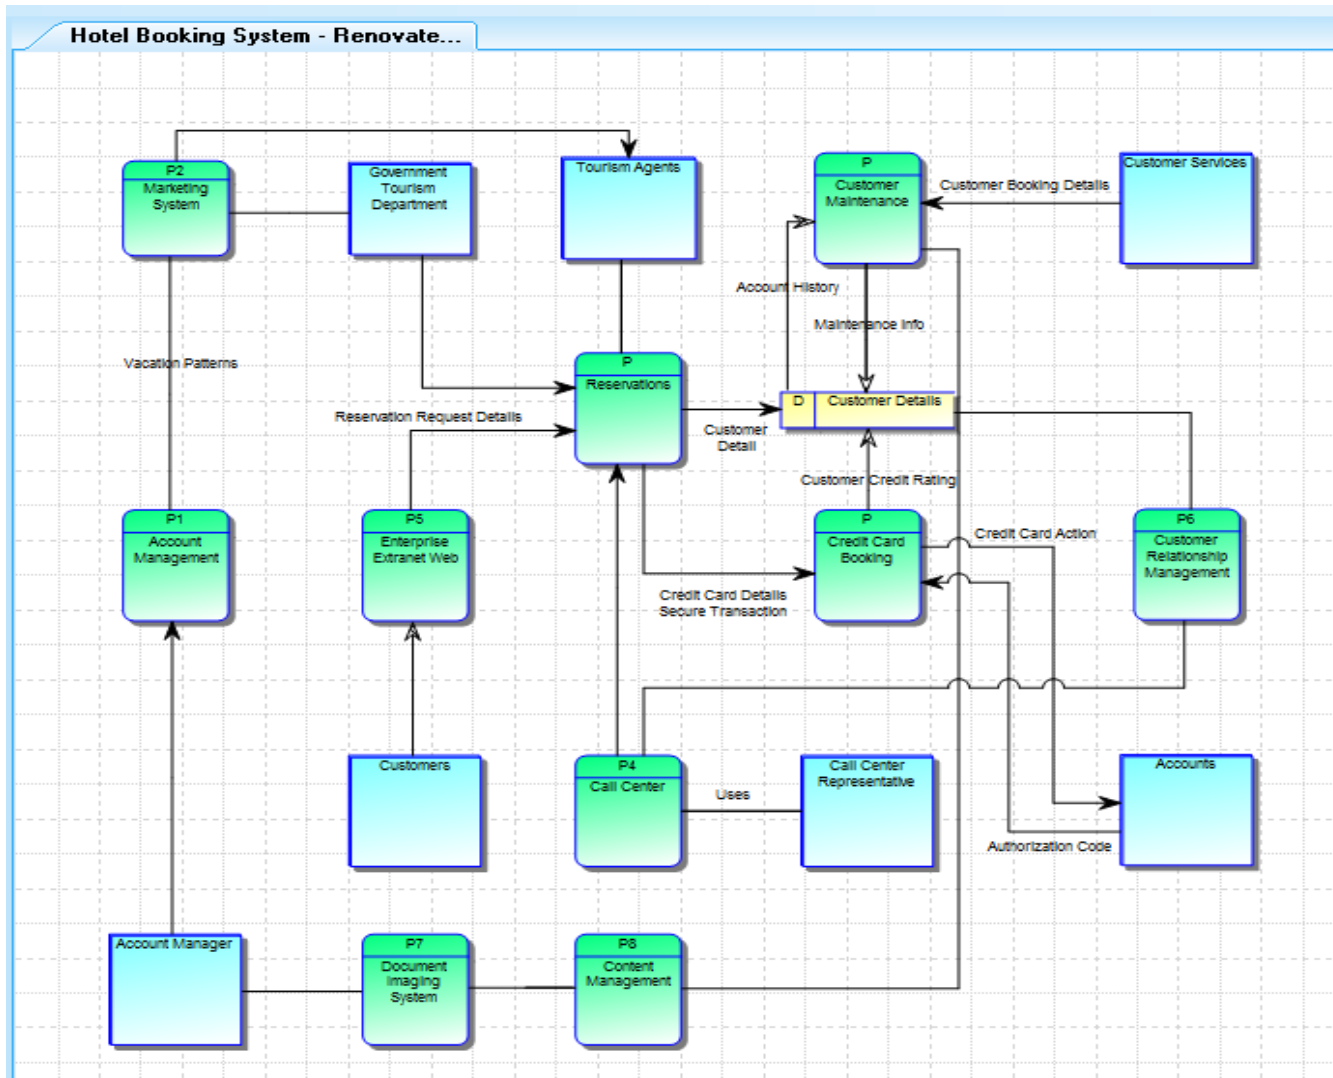 Hotel Booking System - Renovate...
P2
Marketing
System
Government
Tourism
Department
Tourism Agents
P
Customer
Maintenance
Customer Booking Details
Customer Services
Account History
Maintenance Info
Vacation Patterns
P
Reservations
Reservation Request Details
Customer
Detail
D
Customer Details
Customer Credit Rating
P1
Account
Management
P5
Enterprise
Extranet Web
P
Credit Card
Booking
Credit Card Action
P6
Customer
Relationship
Management
Credit Card Details
Secure Transaction
Customers
P4
Call Center
Uses
Call Center
Representative
Accounts
Authorization Code
Account Manager
P7
Document
Imaging
System
P8
Content
Management